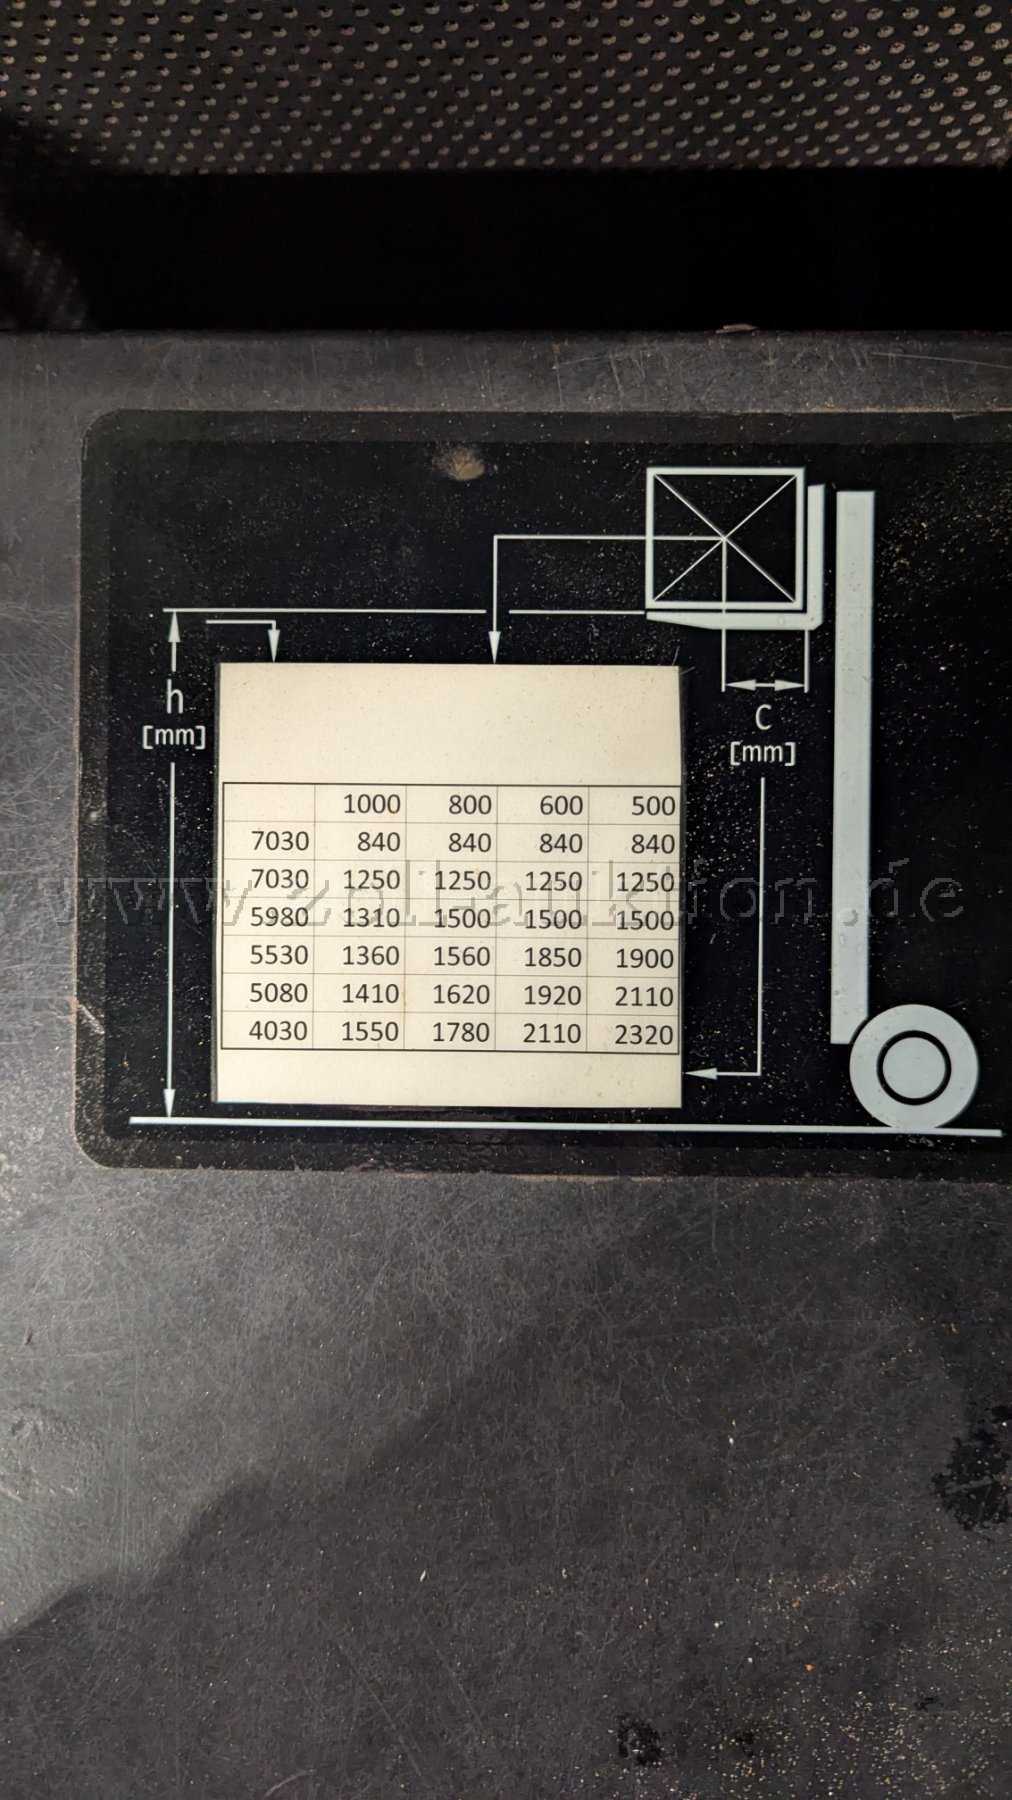 h
[mm]
C
[mm]
1000 800 600 500
7030 840 840 840 840
7030 1250 1250 1250 1250
5980 1310 1500 1500 1500
5530 1360 1560 1850 1900
5080 1410 1620 1920 2110
4030 1550 1780 2110 2320
www.zoll-auktion.de